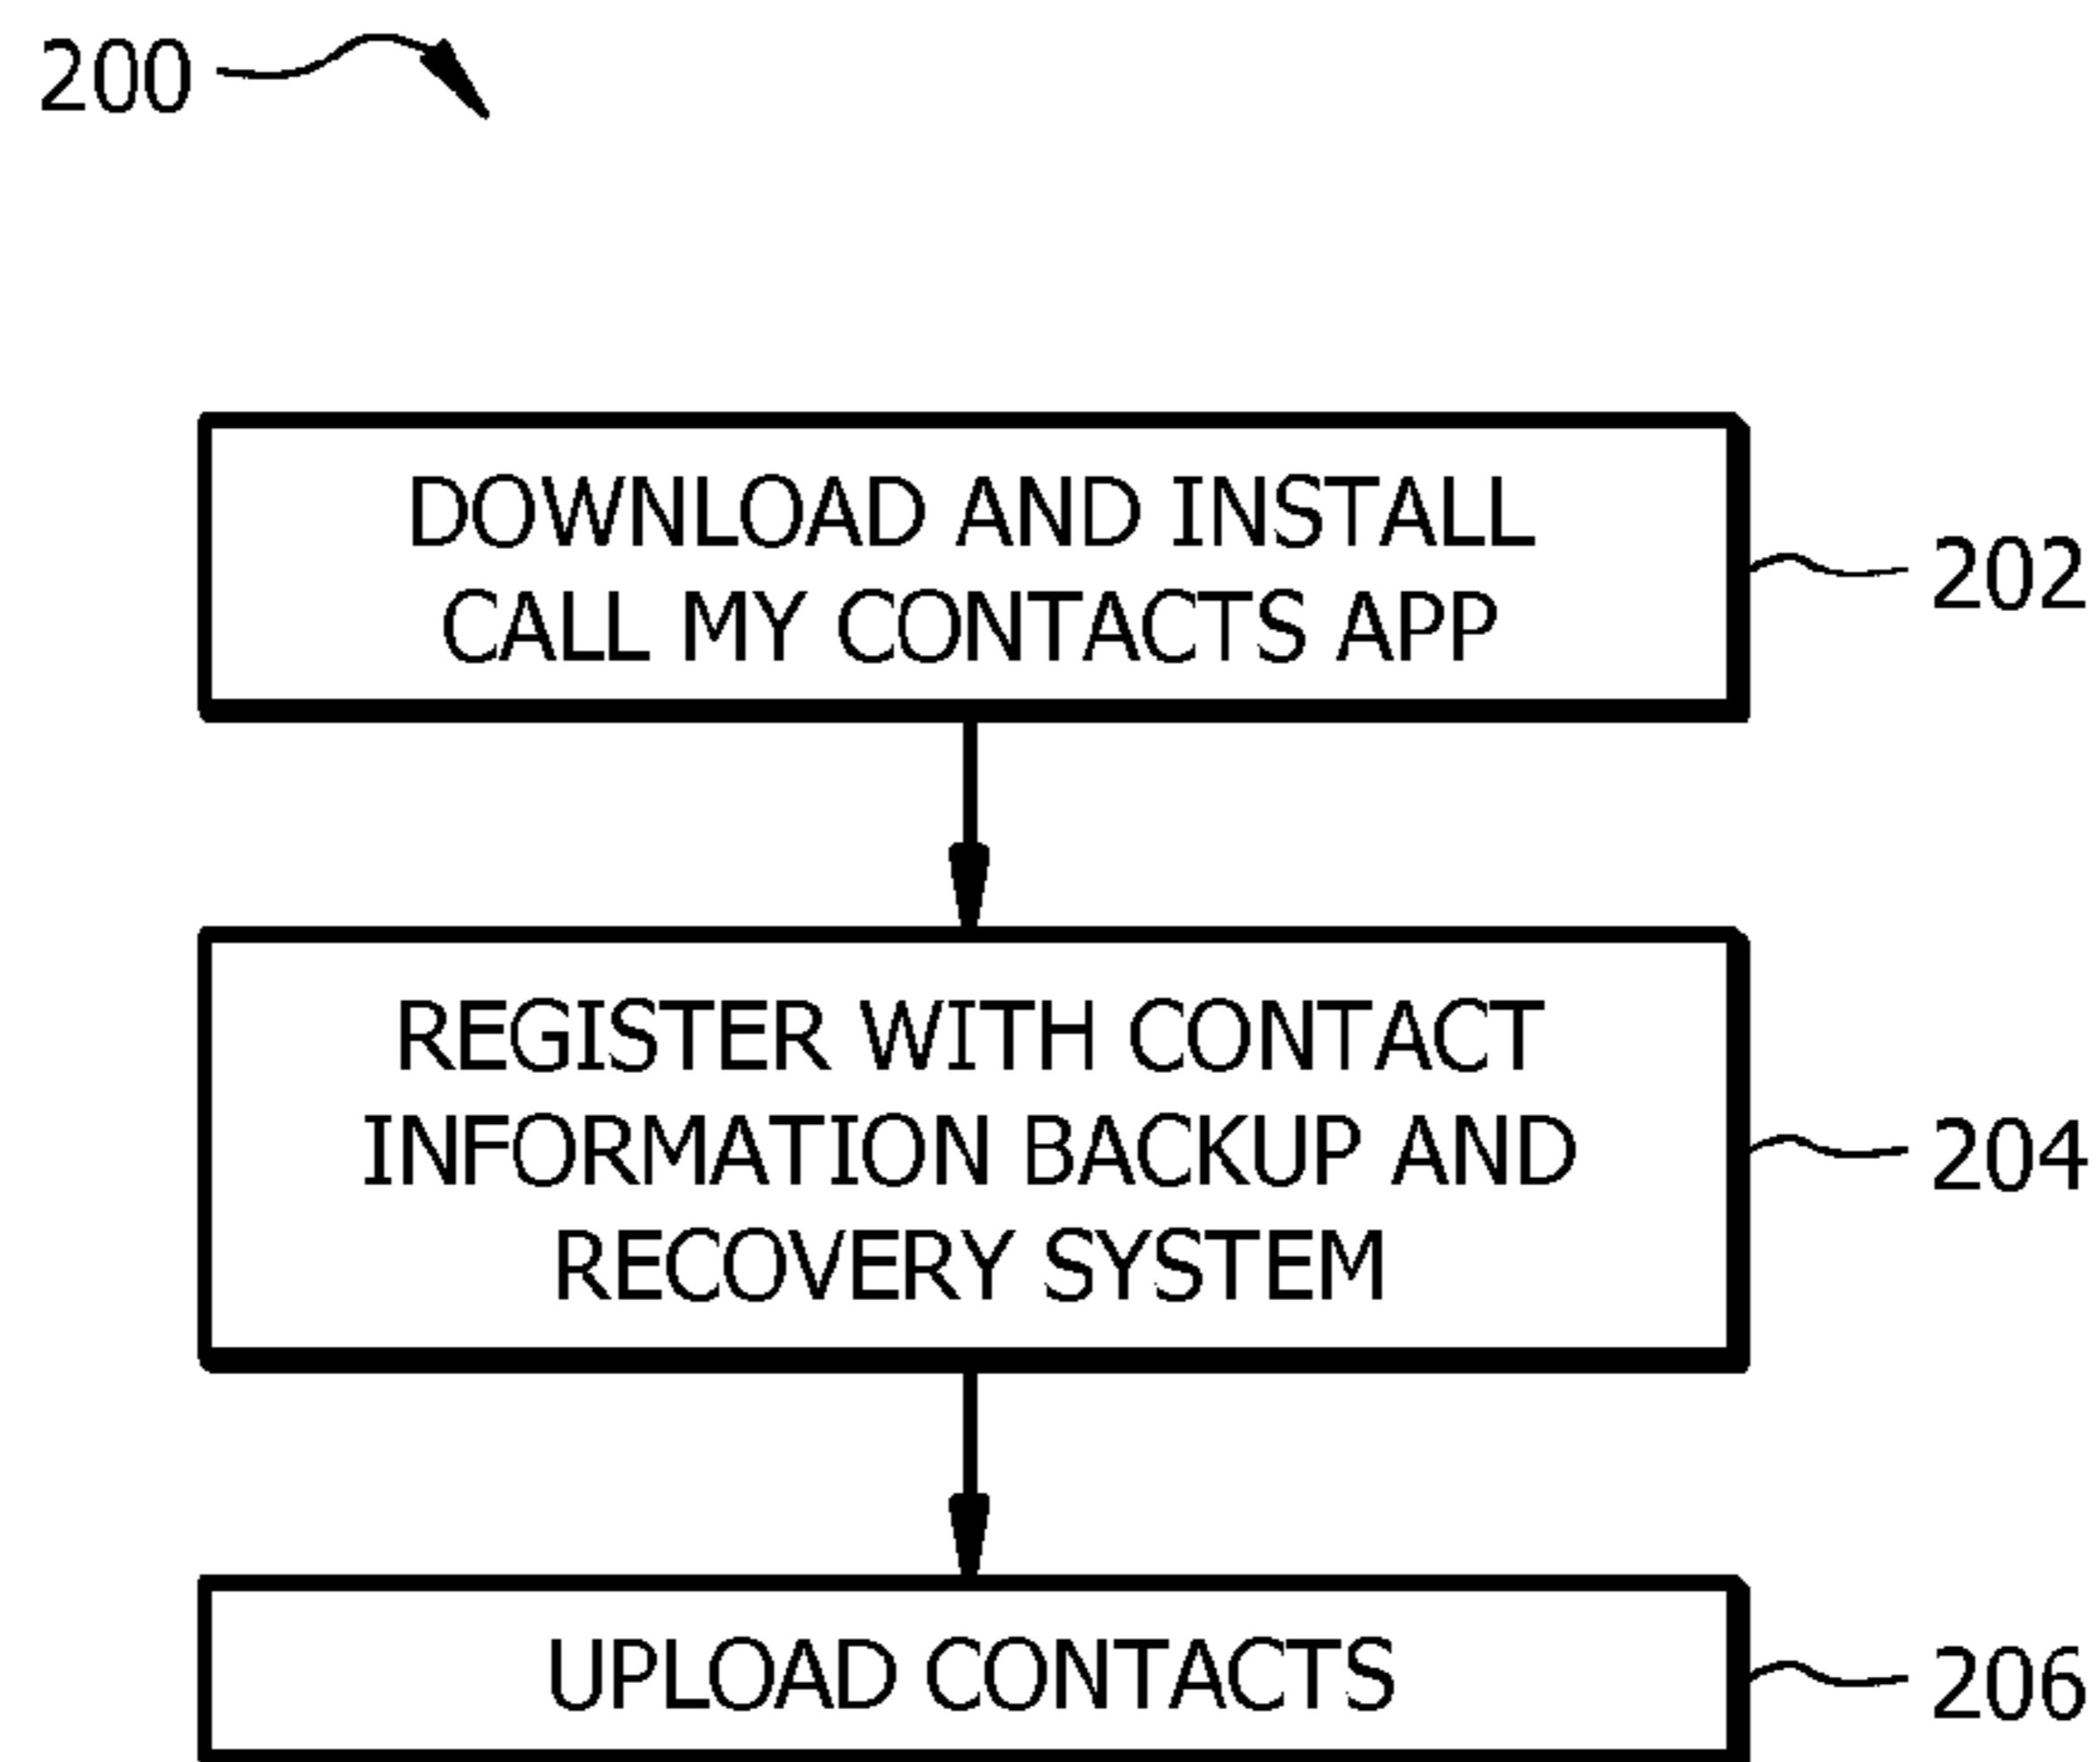 200
DOWNLOAD AND INSTALL
CALL MY CONTACTS APP
202
REGISTER WITH CONTACT
INFORMATION BACKUP AND
RECOVERY SYSTEM
204
UPLOAD CONTACTS
206